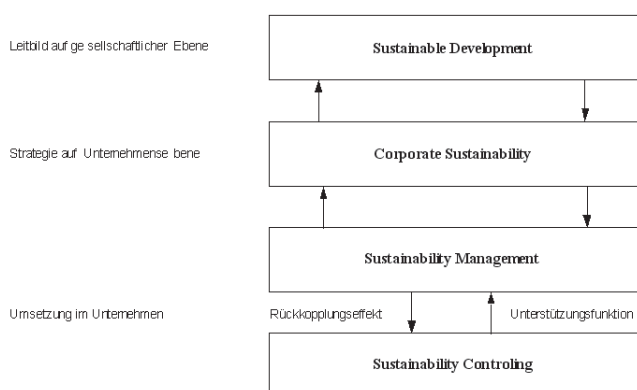 Leitbild auf ge sellschaftlicher Ebene
Sustainable Development
Strategie auf Unternehmense bene
Corporate Sustainability
Sustainability Management
Umsetzung im Unternehmen
Rückkopplungseffekt
Unterstützungsfunktion
Sustainability Controling